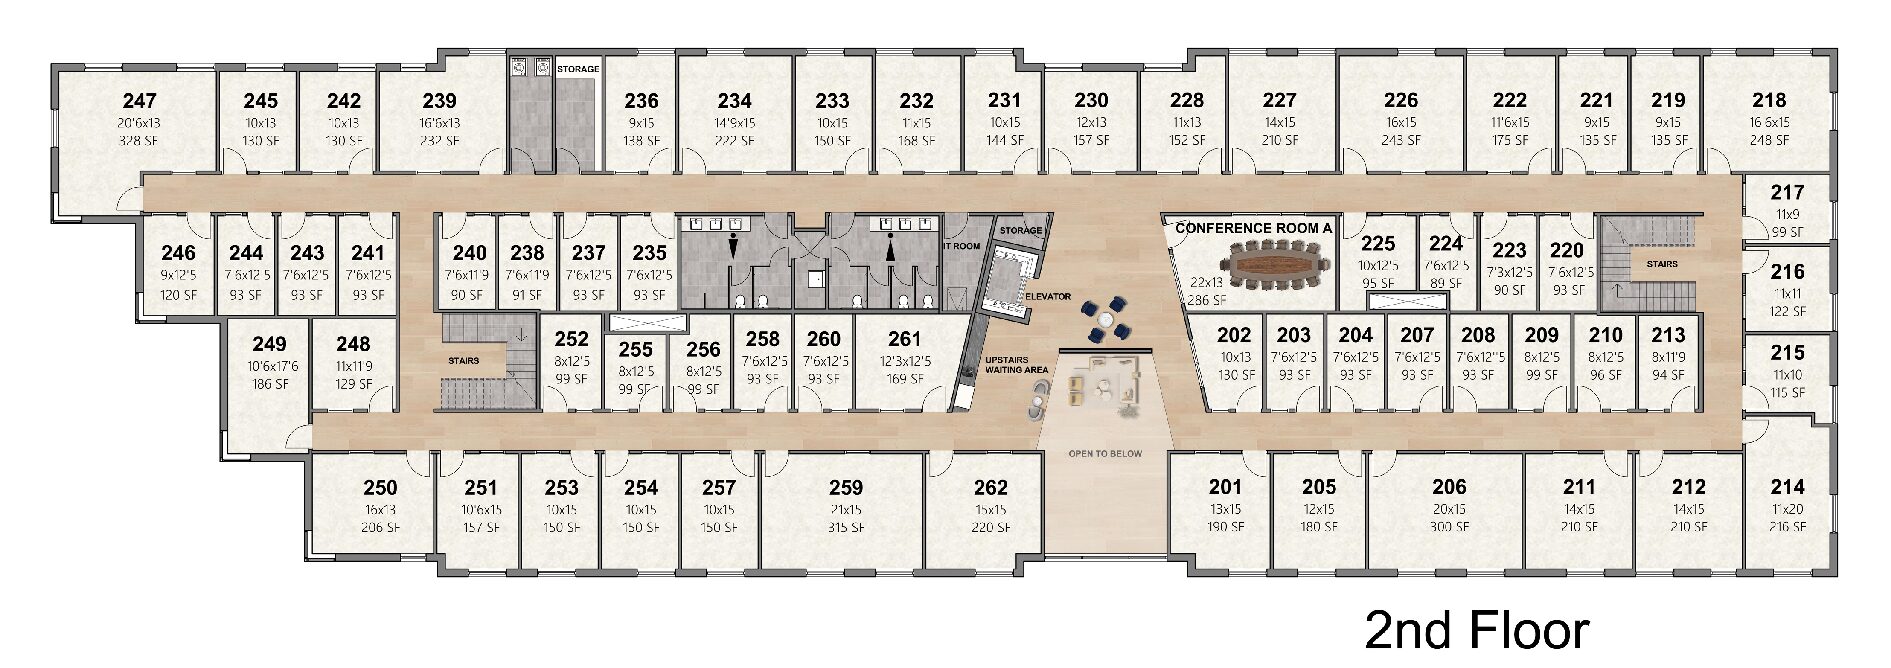 247
20'6x13
328 SF
245
10x13
130 SF
242
10x13
130 SF
239
16'6x13
232 SF
STORAGE
236
9x15
138 SF
234
14'9x15
222 SF
233
10x15
150 SF
232
11x15
168 SF
231
10x15
144 SF
230
12x13
157 SF
228
11x13
152 SF
227
14x15
210 SF
226
16x15
243 SF
222
11'6x15
175 SF
221
9x15
135 SF
219
9x15
135 SF
218
16 6x15
248 SF
217
11x9
99 SF
246
9x12'5
120 SF
244
7'6x12'5
93 SF
243
7'6x12'5
93 SF
241
7'6x12'5
93 SF
240
7'6x11'9
90 SF
238
7'6x11'9
91 SF
237
7'6x12'5
93 SF
235
7'6x12'5
93 SF
IT ROOM
STORAGE
ELEVATOR
CONFERENCE ROOM A
22x13
286 SF
225
10x12'5
95 SF
224
7'6x12'5
89 SF
223
7'3x12'5
90 SF
220
7'6x12'5
93 SF
STAIRS
216
11x11
122 SF
249
10'6x17'6
186 SF
248
11x11'9
129 SF
STAIRS
252
8x12'5
99 SF
255
8x12'5
99 SF
256
8x12'5
99 SF
258
7'6x12'5
93 SF
260
7'6x12'5
93 SF
261
12'3x12'5
169 SF
UPSTAIRS
WAITING AREA
202
10x13
130 SF
203
7'6x12'5
93 SF
204
7'6x12'5
93 SF
207
7'6x12'5
93 SF
208
7'6x12''5
93 SF
209
8x12'5
99 SF
210
8x12'5
96 SF
213
8x11'9
94 SF
215
11x10
115 SF
OPEN TO BELOW
250
16x13
206 SF
251
10'6x15
157 SF
253
10x15
150 SF
254
10x15
150 SF
257
10x15
150 SF
259
21x15
315 SF
262
15x15
220 SF
201
13x15
190 SF
205
12x15
180 SF
206
20x15
300 SF
211
14x15
210 SF
212
14x15
210 SF
214
11x20
216 SF
2nd Floor